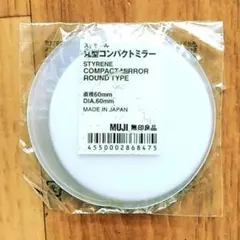 スチロール
丸型コンパクトミラー
STYRENE
COMPACT MIRROR
ROUND TYPE
直径60mm
DIA.60mm
MADE IN JAPAN
MUJI 無印良品
4550002868475